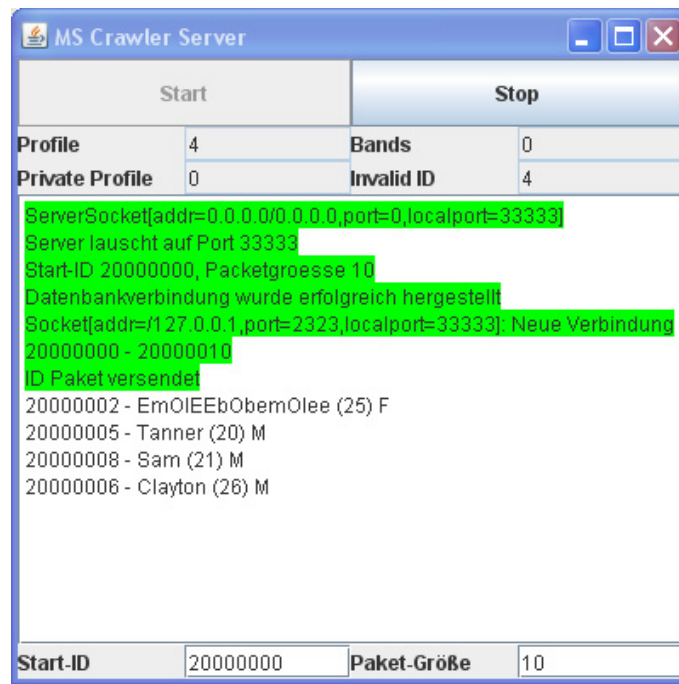 MS Crawler Server
Start Stop
Profile 4 Bands 0
Private Profile 0 Invalid ID 4
ServerSocket[addr=0.0.0.0/0.0.0.0,port=0,localport=33333]
Server lauscht auf Port 33333
Start-ID 20000000, Packetgroesse 10
Datenbankverbindung wurde erfolgreich hergestellt
Socket[addr=/127.0.0.1,port=2323,localport=33333]: Neue Verbindung
20000000 - 20000010
ID Paket versendet
20000002 - EmOlEEbObemOlee (25) F
20000005 - Tanner (20) M
20000008 - Sam (21) M
20000006 - Clayton (26) M
Start-ID 20000000 Paket-Größe 10